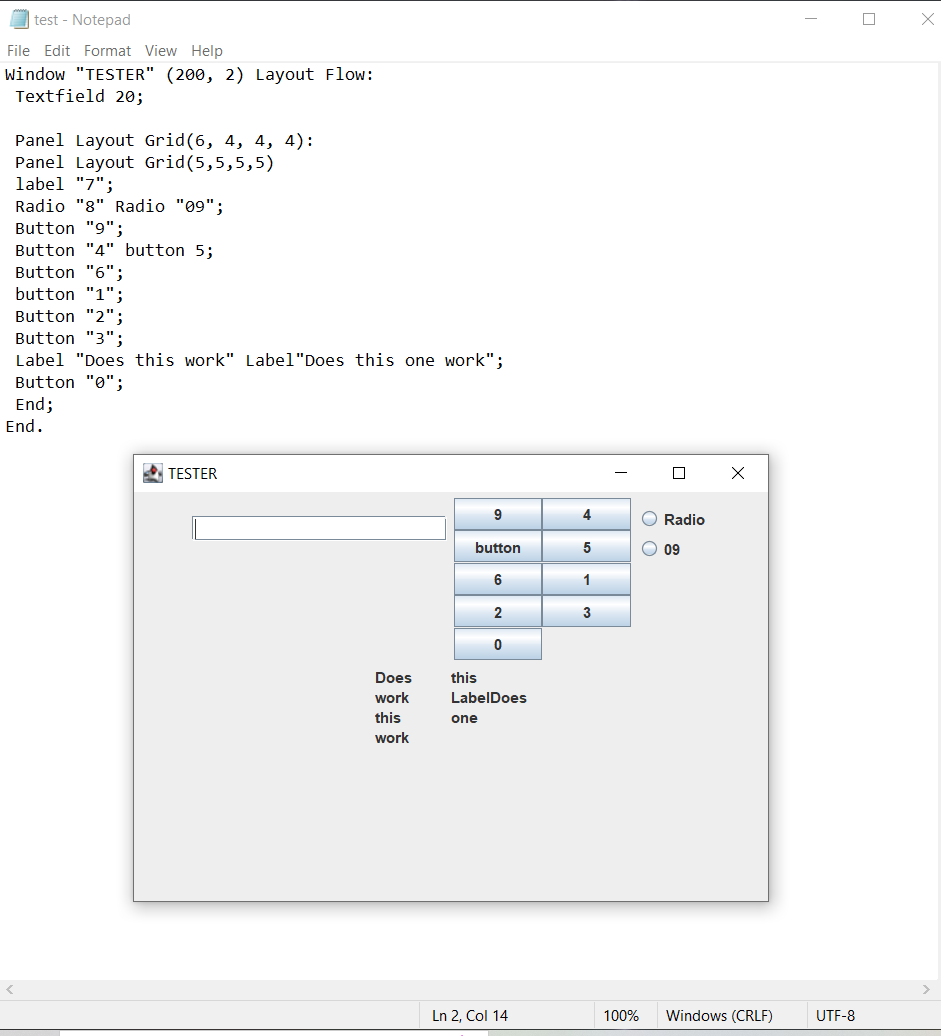 test - Notepad
File Edit Format View Help
Window "TESTER" (200, 2) Layout Flow:
Textfield 20;
Panel Layout Grid(6, 4, 4, 4):
Panel Layout Grid(5,5,5,5)
label "7";
Radio "8" Radio "09";
Button "9";
Button "4" button 5;
Button "6";
button "1";
Button "2";
Button "3";
Label "Does this work" Label"Does this one work";
Button "0";
End;
End.
TESTER
9 4
button 5
6 1
2 3
0
Radio
09
Does this
work LabelDoes
this one
work
Ln 2, Col 14 100% Windows (CRLF) UTF-8